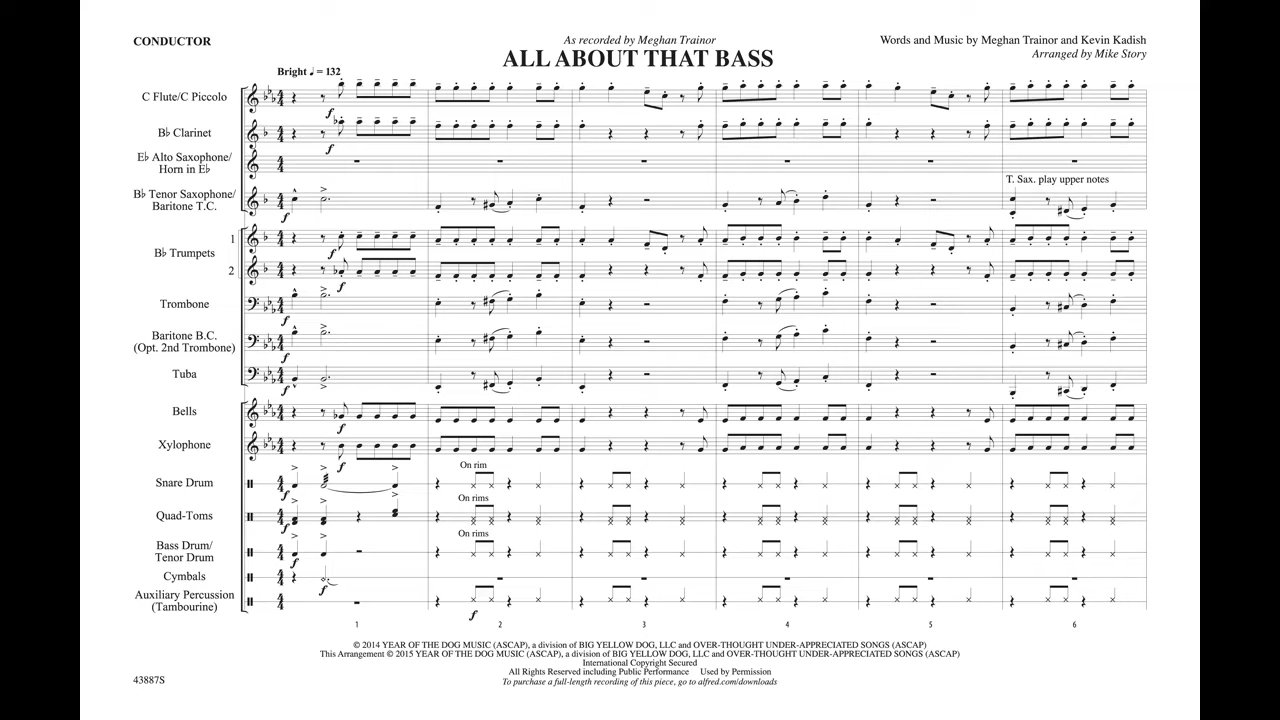 CONDUCTOR
As recorded by Meghan Trainor
ALL ABOUT THAT BASS
Words and Music by Meghan Trainor and Kevin Kadish
Arranged by Mike Story
Bright ♩ = 132
C Flute/C Piccolo
f
B♭ Clarinet
f
E♭ Alto Saxophone/
Horn in E♭
B♭ Tenor Saxophone/
Baritone T.C.
f
T. Sax. play upper notes
1
f
B♭ Trumpets
2
f
Trombone
f
Baritone B.C.
(Opt. 2nd Trombone)
f
Tuba
f
Bells
f
Xylophone
f
Snare Drum
f
On rim
Quad-Toms
f
On rims
Bass Drum/
Tenor Drum
f
On rims
Cymbals
f
Auxiliary Percussion
(Tambourine)
f
1 2 3 4 5 6
© 2014 YEAR OF THE DOG MUSIC (ASCAP), a division of BIG YELLOW DOG, LLC and OVER-THOUGHT UNDER-APPRECIATED SONGS (ASCAP)
This Arrangement © 2015 YEAR OF THE DOG MUSIC (ASCAP), a division of BIG YELLOW DOG, LLC and OVER-THOUGHT UNDER-APPRECIATED SONGS (ASCAP)
International Copyright Secured
All Rights Reserved including Public Performance Used by Permission
To purchase a full-length recording of this piece, go to alfred.com/downloads
43887S